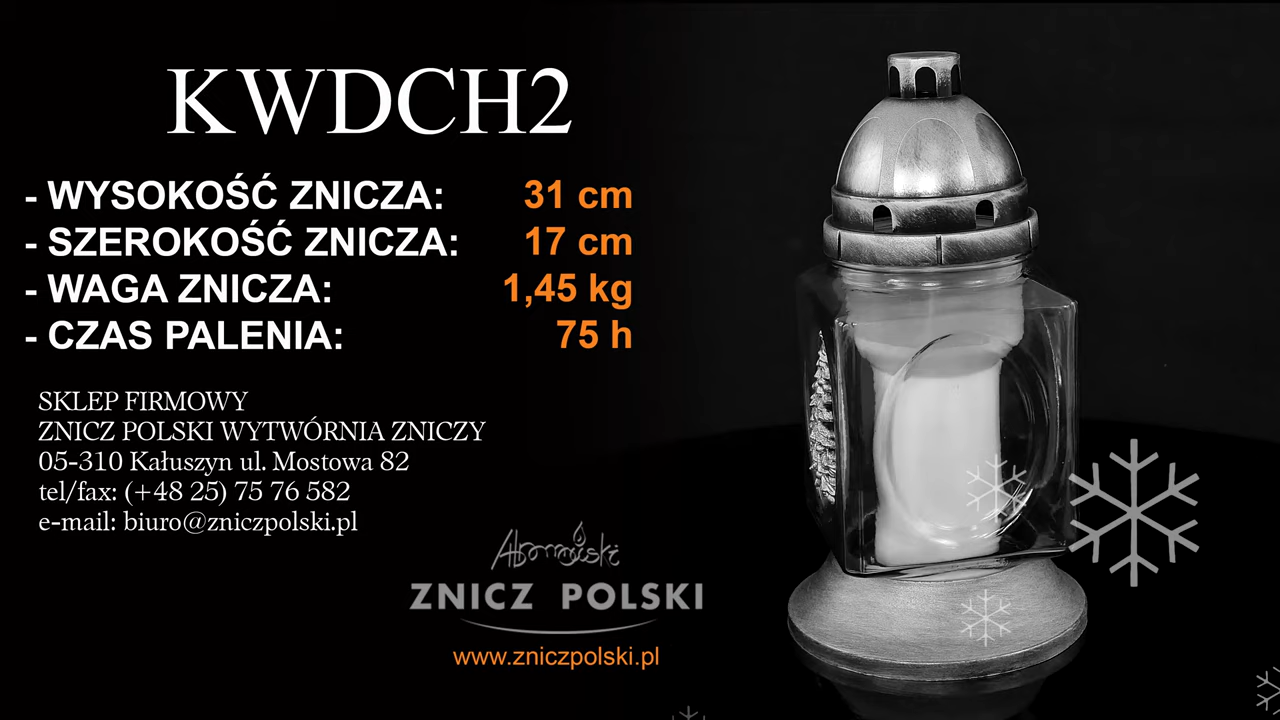 KWDCH2
- WYSOKOŚĆ ZNICZA: 31 cm
- SZEROKOŚĆ ZNICZA: 17 cm
- WAGA ZNICZA: 1,45 kg
- CZAS PALENIA: 75 h
SKLEP FIRMOWY
ZNICZ POLSKI WYTWÓRNIA ZNICZY
05-310 Kałuszyn ul. Mostowa 82
tel/fax: (+48 25) 75 76 582
e-mail: biuro@zniczpolski.pl
ZNICZ POLSKI
www.zniczpolski.pl